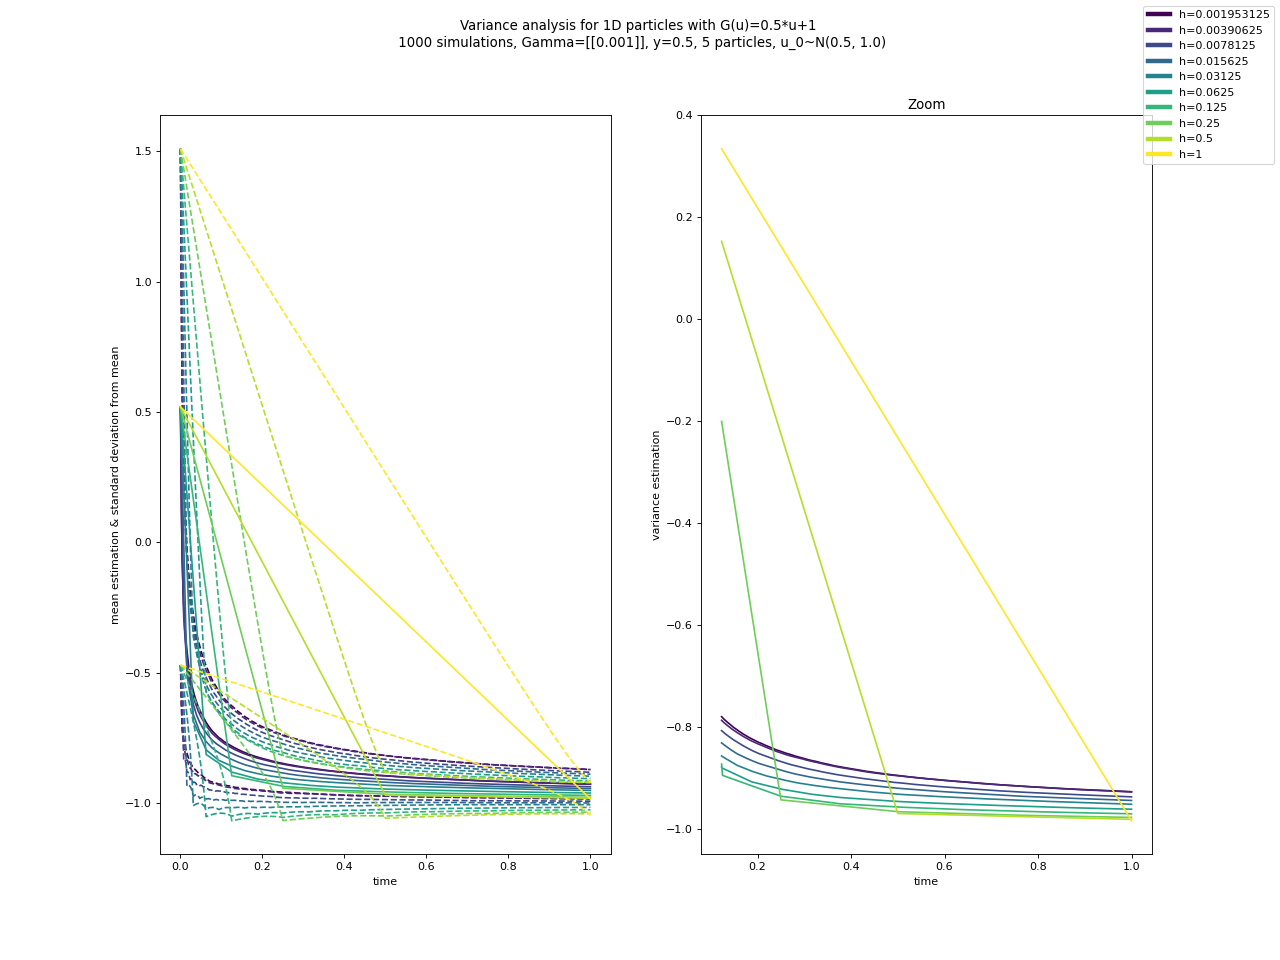 Variance analysis for 1D particles with G(u)=0.5*u+1
1000 simulations, Gamma=[[0.001]], y=0.5, 5 particles, u_0~N(0.5, 1.0)
h=0.001953125
h=0.00390625
h=0.0078125
h=0.015625
h=0.03125
h=0.0625
h=0.125
h=0.25
h=0.5
h=1
mean estimation & standard deviation from mean
1.5
1.0
0.5
0.0
−0.5
−1.0
0.0 0.2 0.4 0.6 0.8 1.0
time
Zoom
variance estimation
0.4
0.2
0.0
−0.2
−0.4
−0.6
−0.8
−1.0
0.2 0.4 0.6 0.8 1.0
time